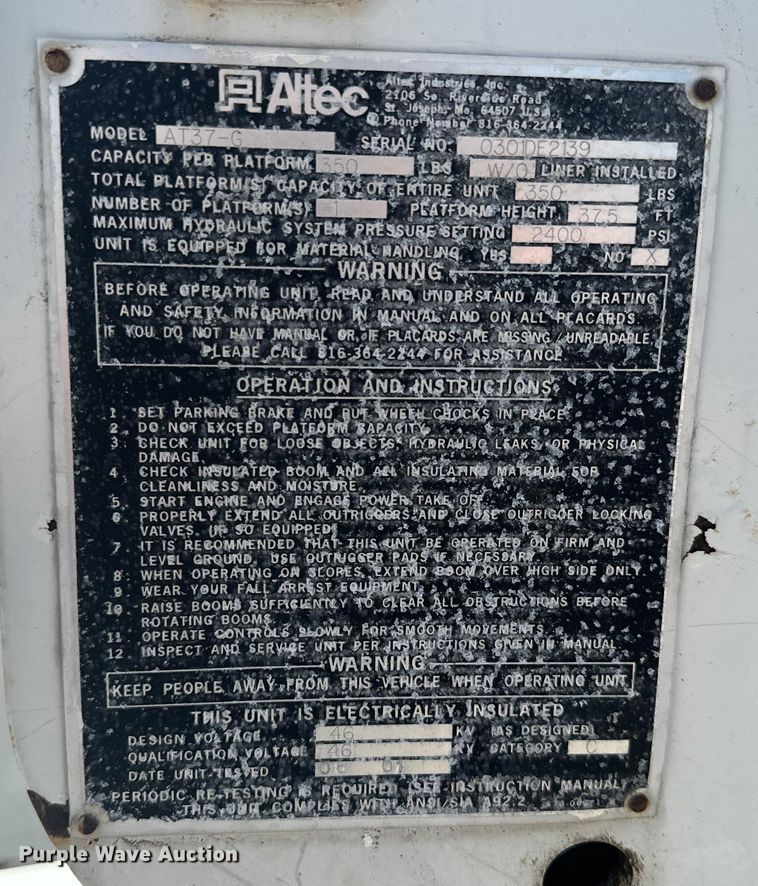 Altec
Altec Industries, Inc.
2106 So. Riverside Road
St. Joseph, Mo. 64507 U.S.A.
Phone Number 816-364-2244
MODEL AT37-G SERIAL NO. 0301DF2139
CAPACITY PER PLATFORM 350 LBS W/O LINER INSTALLED
TOTAL PLATFORM(S) CAPACITY OF ENTIRE UNIT 350 LBS
NUMBER OF PLATFORM(S) 1 PLATFORM HEIGHT 37.5 FT
MAXIMUM HYDRAULIC SYSTEM PRESSURE SETTING 2400 PSI
UNIT IS EQUIPPED FOR MATERIAL HANDLING YES NO X
WARNING
BEFORE OPERATING UNIT, READ AND UNDERSTAND ALL OPERATING
AND SAFETY INFORMATION IN MANUAL AND ON ALL PLACARDS
IF YOU DO NOT HAVE MANUAL OR IF PLACARDS ARE MISSING/UNREADABLE,
PLEASE CALL 816-364-2244 FOR ASSISTANCE
OPERATION AND INSTRUCTIONS
1 SET PARKING BRAKE AND PUT WHEEL CHOCKS IN PLACE
2 DO NOT EXCEED PLATFORM CAPACITY
3 CHECK UNIT FOR LOOSE OBJECTS, HYDRAULIC LEAKS, OR PHYSICAL
DAMAGE
4 CHECK INSULATED BOOM AND ALL INSULATING MATERIAL FOR
CLEANLINESS AND MOISTURE
5 START ENGINE AND ENGAGE POWER TAKE OFF
6 PROPERLY EXTEND ALL OUTRIGGERS AND CLOSE OUTRIGGER LOCKING
VALVES. (IF SO EQUIPPED)
7 IT IS RECOMMENDED THAT THIS UNIT BE OPERATED ON FIRM AND
LEVEL GROUND. USE OUTRIGGER PADS IF NECESSARY
8 WHEN OPERATING ON SLOPES, EXTEND BOOM OVER HIGH SIDE ONLY
9 WEAR YOUR FALL ARREST EQUIPMENT
10 RAISE BOOMS SUFFICIENTLY TO CLEAR ALL OBSTRUCTIONS BEFORE
ROTATING BOOMS
11 OPERATE CONTROLS SLOWLY FOR SMOOTH MOVEMENTS
12 INSPECT AND SERVICE UNIT PER INSTRUCTIONS GIVEN IN MANUAL
WARNING
KEEP PEOPLE AWAY FROM THIS VEHICLE WHEN OPERATING UNIT
THIS UNIT IS ELECTRICALLY INSULATED
DESIGN VOLTAGE 46 KV (AS DESIGNED)
QUALIFICATION VOLTAGE 46 KV CATEGORY C
DATE UNIT TESTED 01
PERIODIC RE-TESTING IS REQUIRED (SEE INSTRUCTION MANUAL)
THIS UNIT COMPLIES WITH ANSI/SIA A92.2
Purple Wave Auction